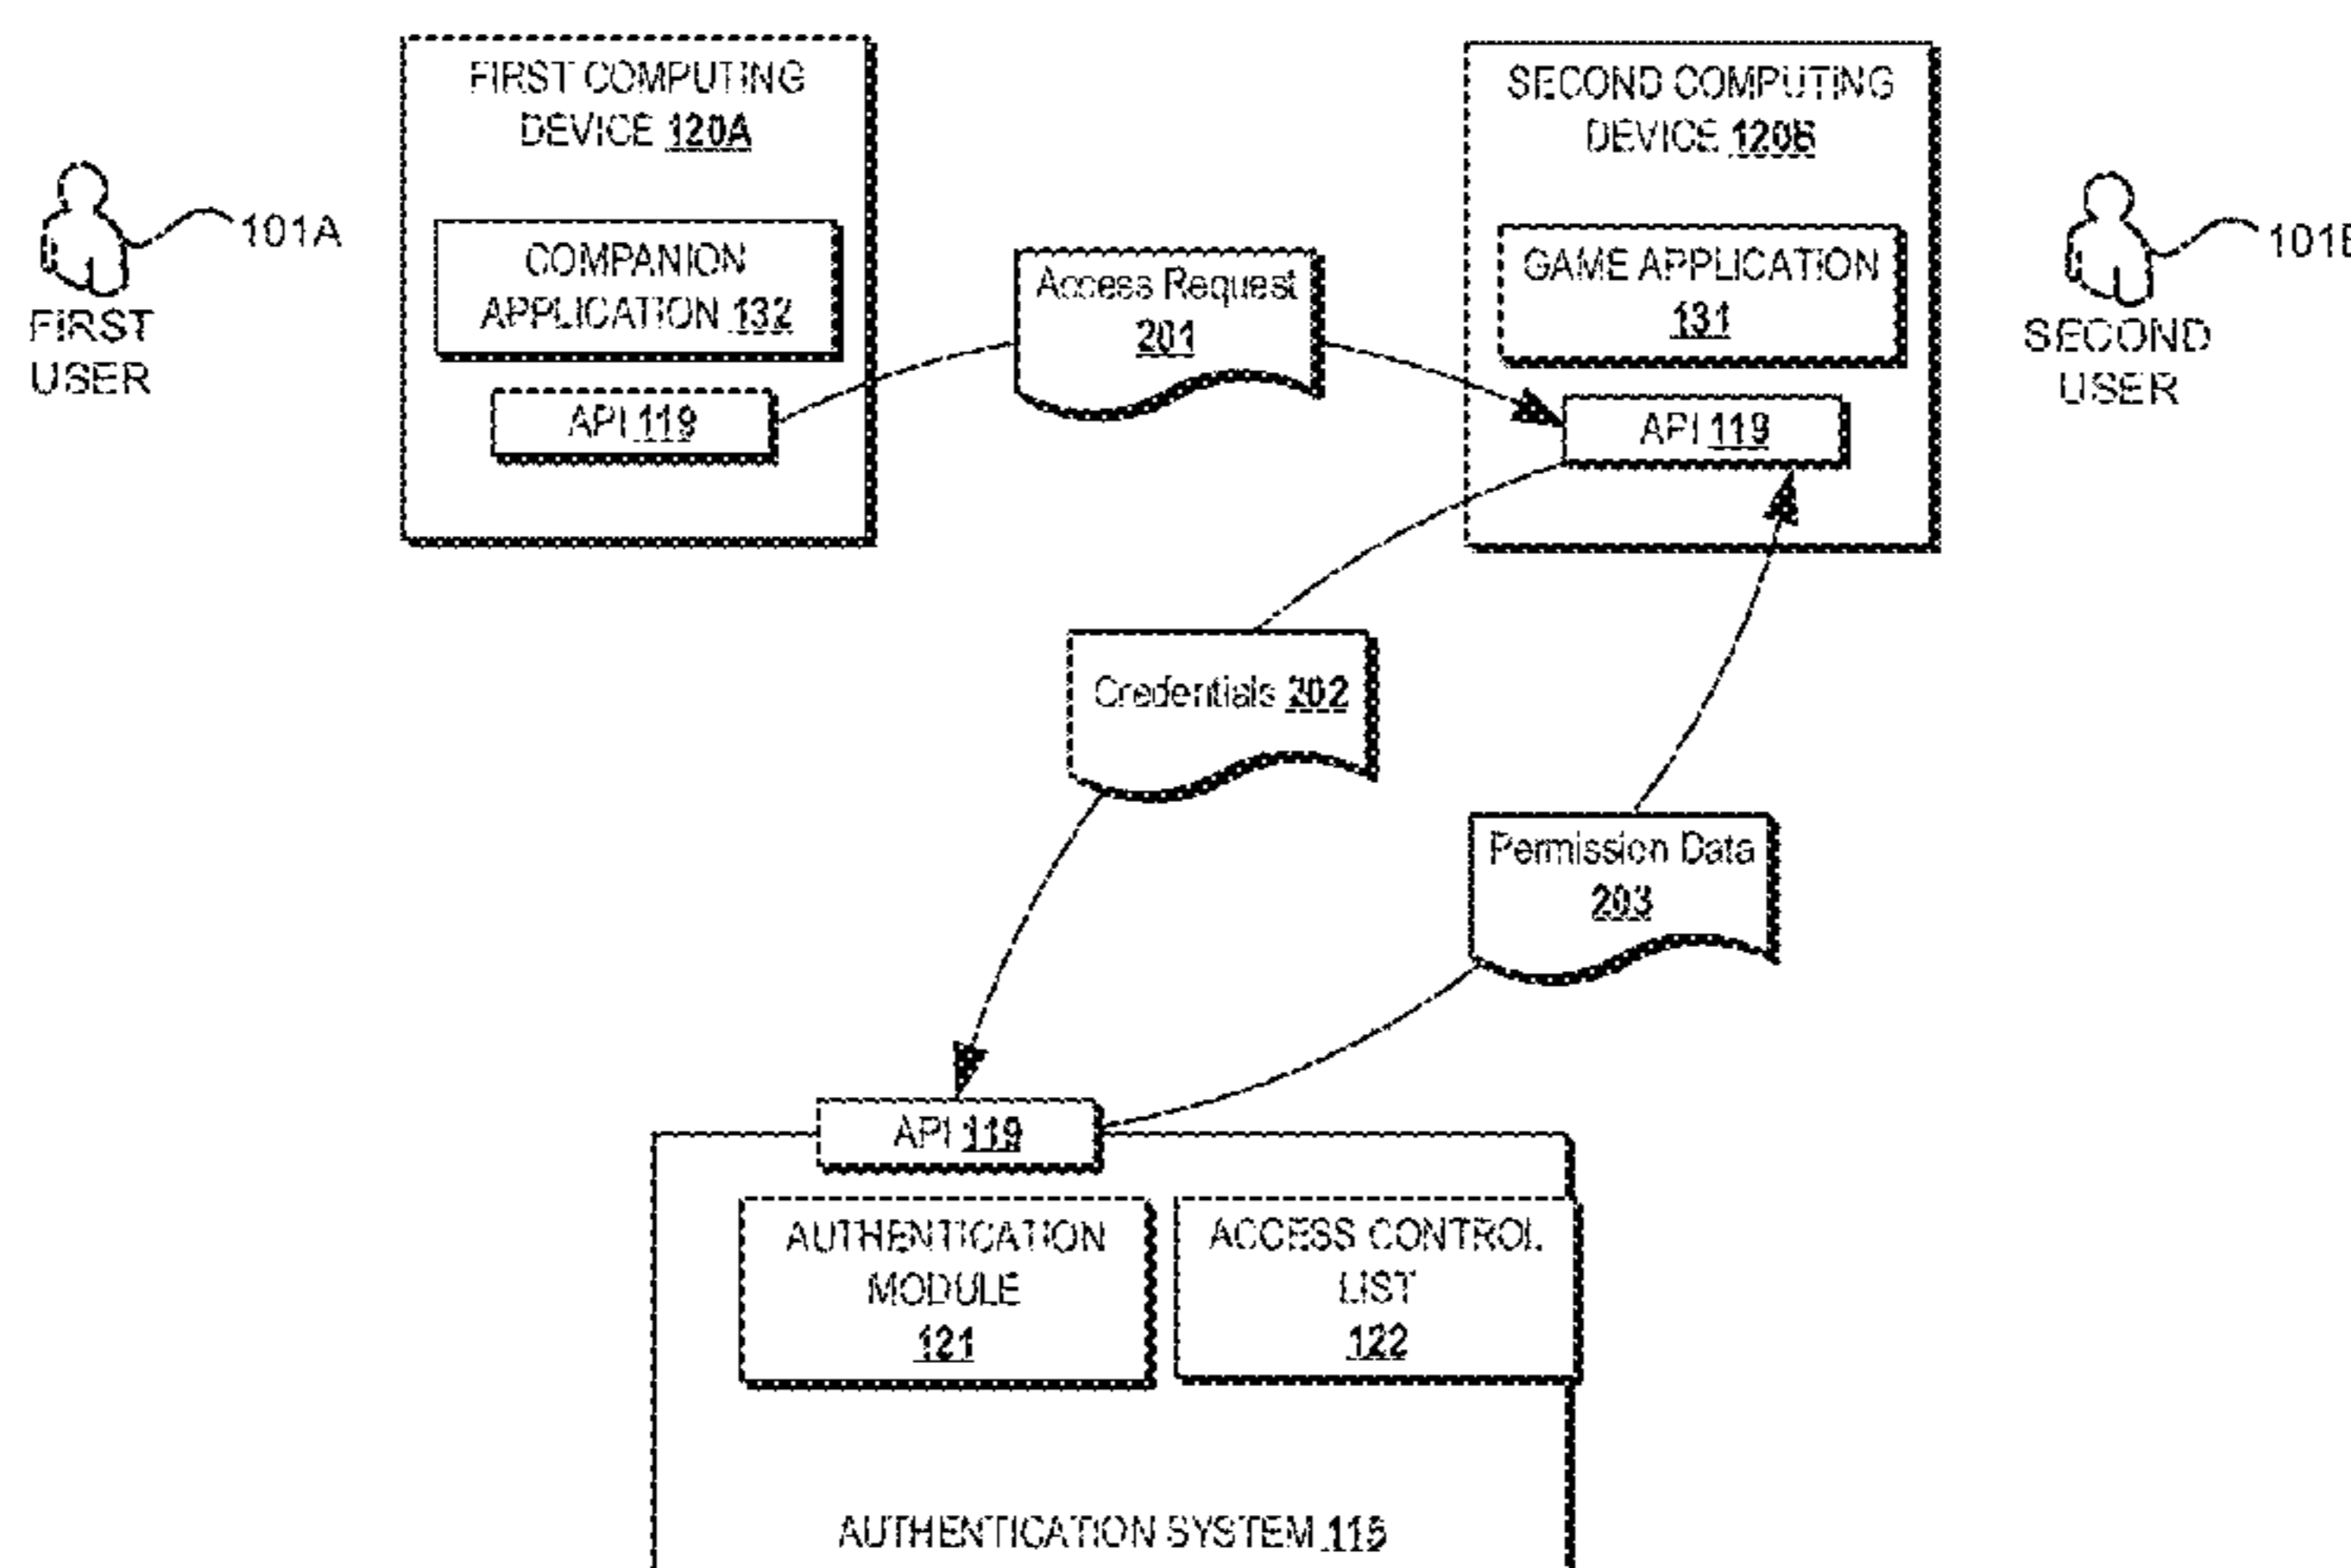 FIRST COMPUTING
DEVICE 120A
COMPANION
APPLICATION 132
API 119
101A
FIRST
USER
Access Request
201
SECOND COMPUTING
DEVICE 120B
GAME APPLICATION
131
API 119
101B
SECOND
USER
Credentials 202
Permission Data
203
API 119
AUTHENTICATION
MODULE
121
ACCESS CONTROL
LIST
122
AUTHENTICATION SYSTEM 115